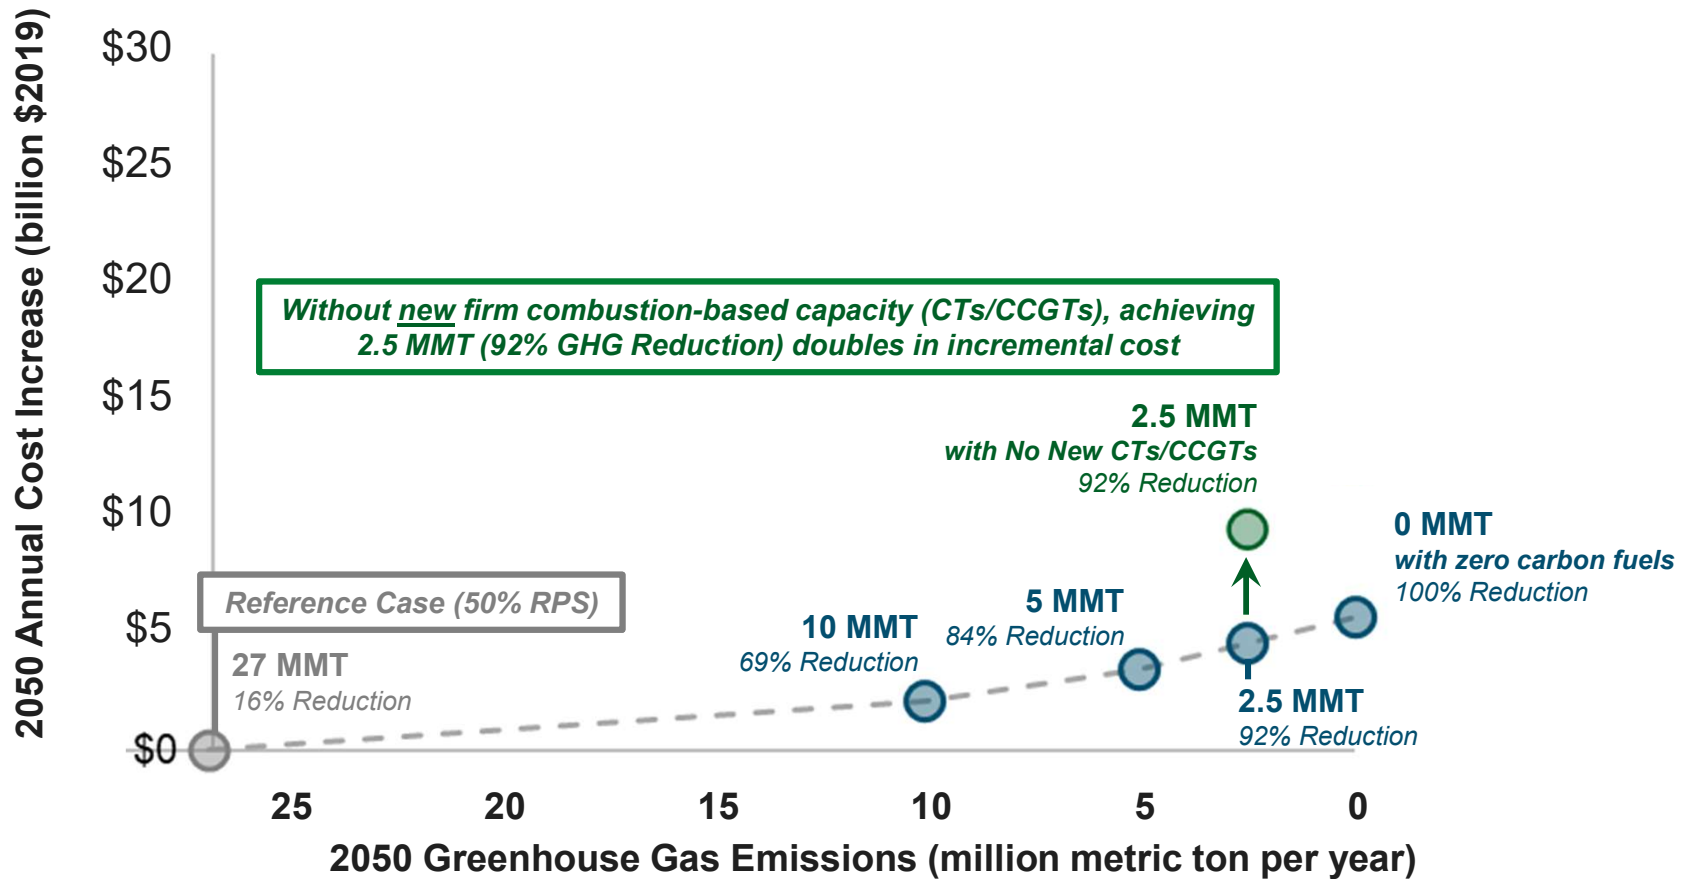 2050 Annual Cost Increase (billion $2019)
$30
$25
$20
$15
$10
$5
$0
Without new firm combustion-based capacity (CTs/CCGTs), achieving
2.5 MMT (92% GHG Reduction) doubles in incremental cost
2.5 MMT
with No New CTs/CCGTs
92% Reduction
0 MMT
with zero carbon fuels
100% Reduction
Reference Case (50% RPS)
27 MMT
16% Reduction
10 MMT
69% Reduction
5 MMT
84% Reduction
2.5 MMT
92% Reduction
25 20 15 10 5 0
2050 Greenhouse Gas Emissions (million metric ton per year)